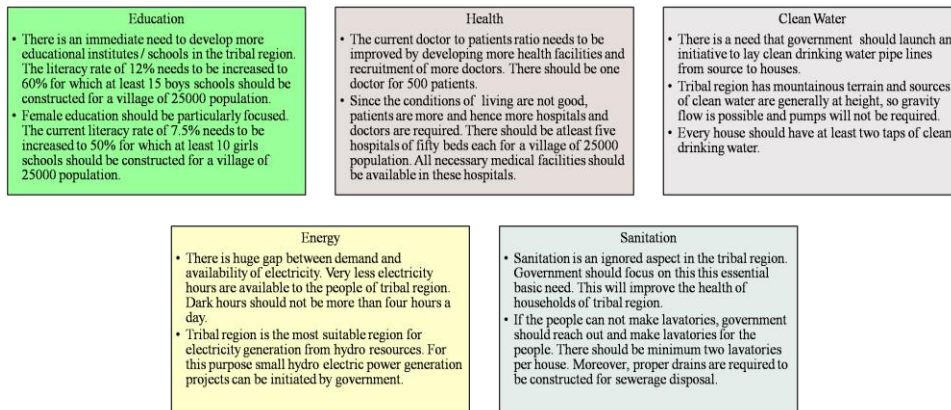 Education
• There is an immediate need to develop more
educational institutes / schools in the tribal region.
The literacy rate of 12% needs to be increased to
60% for which at least 15 boys schools should be
constructed for a village of 25000 population.
• Female education should be particularly focused.
The current literacy rate of 7.5% needs to be
increased to 50% for which at least 10 girls
schools should be constructed for a village of
25000 population.
Health
• The current doctor to patients ratio needs to be
improved by developing more health facilities and
recruitment of more doctors. There should be one
doctor for 500 patients.
• Since the conditions of living are not good,
patients are more and hence more hospitals and
doctors are required. There should be atleast five
hospitals of fifty beds each for a village of 25000
population. All necessary medical facilities should
be available in these hospitals.
Clean Water
• There is a need that government should launch an
initiative to lay clean drinking water pipe lines
from source to houses.
• Tribal region has mountainous terrain and sources
of clean water are generally at height, so gravity
flow is possible and pumps will not be required.
• Every house should have at least two taps of clean
drinking water.
Energy
• There is huge gap between demand and
availability of electricity. Very less electricity
hours are available to the people of tribal region.
Dark hours should not be more than four hours a
day.
• Tribal region is the most suitable region for
electricity generation from hydro resources. For
this purpose small hydro electric power generation
projects can be initiated by government.
Sanitation
• Sanitation is an ignored aspect in the tribal region.
Government should focus on this this essential
basic need. This will improve the health of
households of tribal region.
• If the people can not make lavatories, government
should reach out and make lavatories for the
people. There should be minimum two lavatories
per house. Moreover, proper drains are required to
be constructed for sewerage disposal.